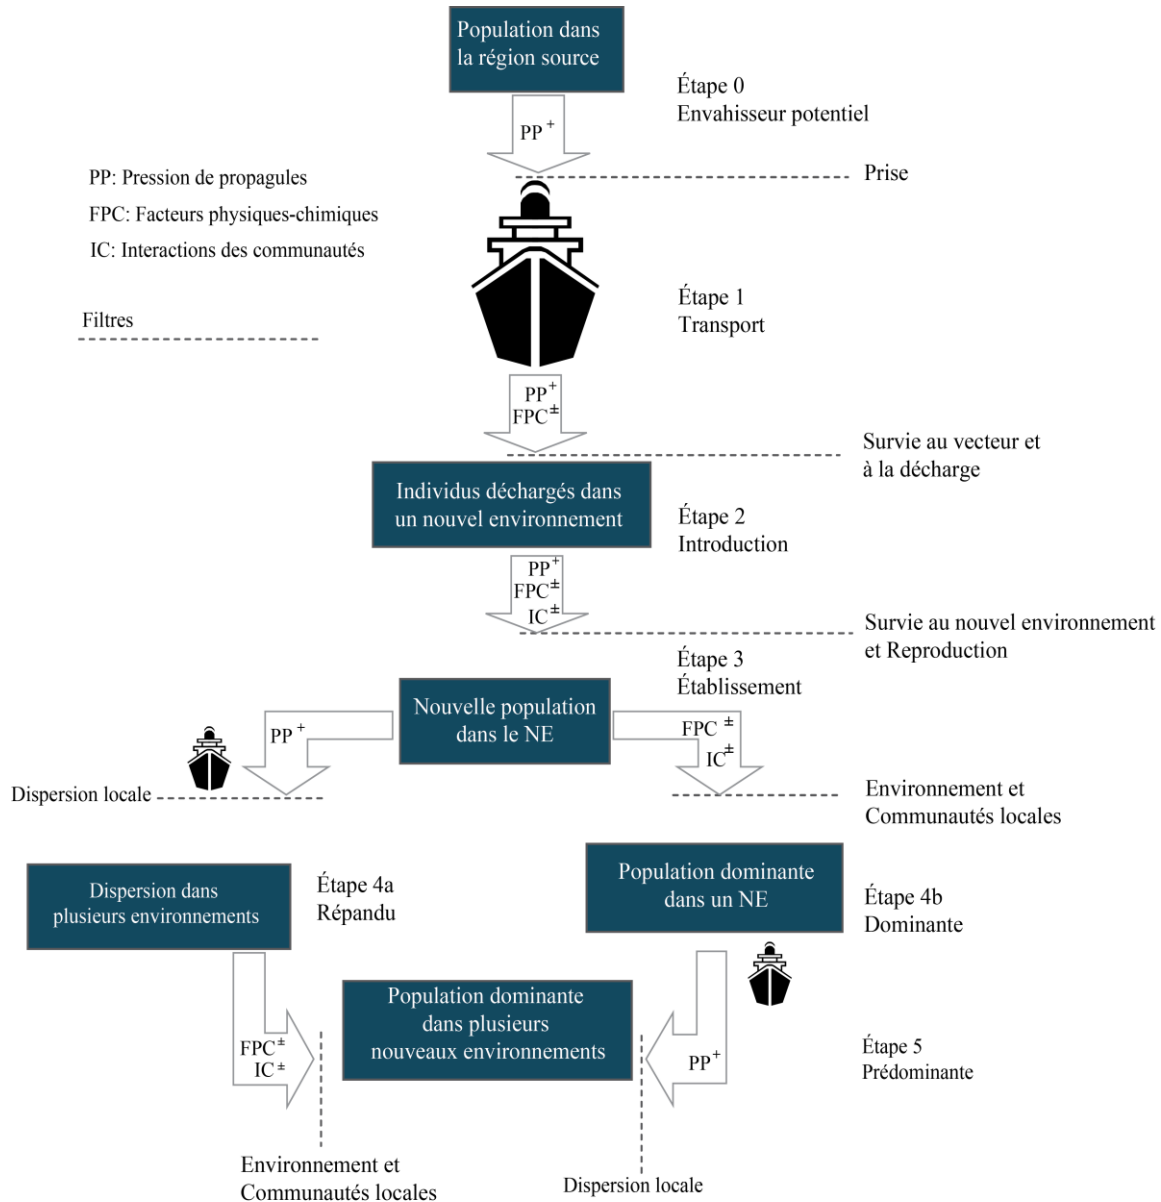 Population dans
la région source
Étape 0
Envahisseur potentiel
PP +
Prise
PP: Pression de propagules
FPC: Facteurs physiques-chimiques
IC: Interactions des communautés
Filtres
Étape 1
Transport
PP+
FPC±
Survie au vecteur et
à la décharge
Individus déchargés dans
un nouvel environnement
Étape 2
Introduction
PP+
FPC±
IC±
Survie au nouvel environnement
et Reproduction
Étape 3
Établissement
Nouvelle population
dans le NE
PP +
FPC ±
IC±
Dispersion locale
Environnement et
Communautés locales
Dispersion dans
plusieurs environnements
Étape 4a
Répandu
Population dominante
dans un NE
Étape 4b
Dominante
Population dominante
dans plusieurs
nouveaux environnements
FPC±
IC±
PP+
Étape 5
Prédominante
Environnement et
Communautés locales
Dispersion locale